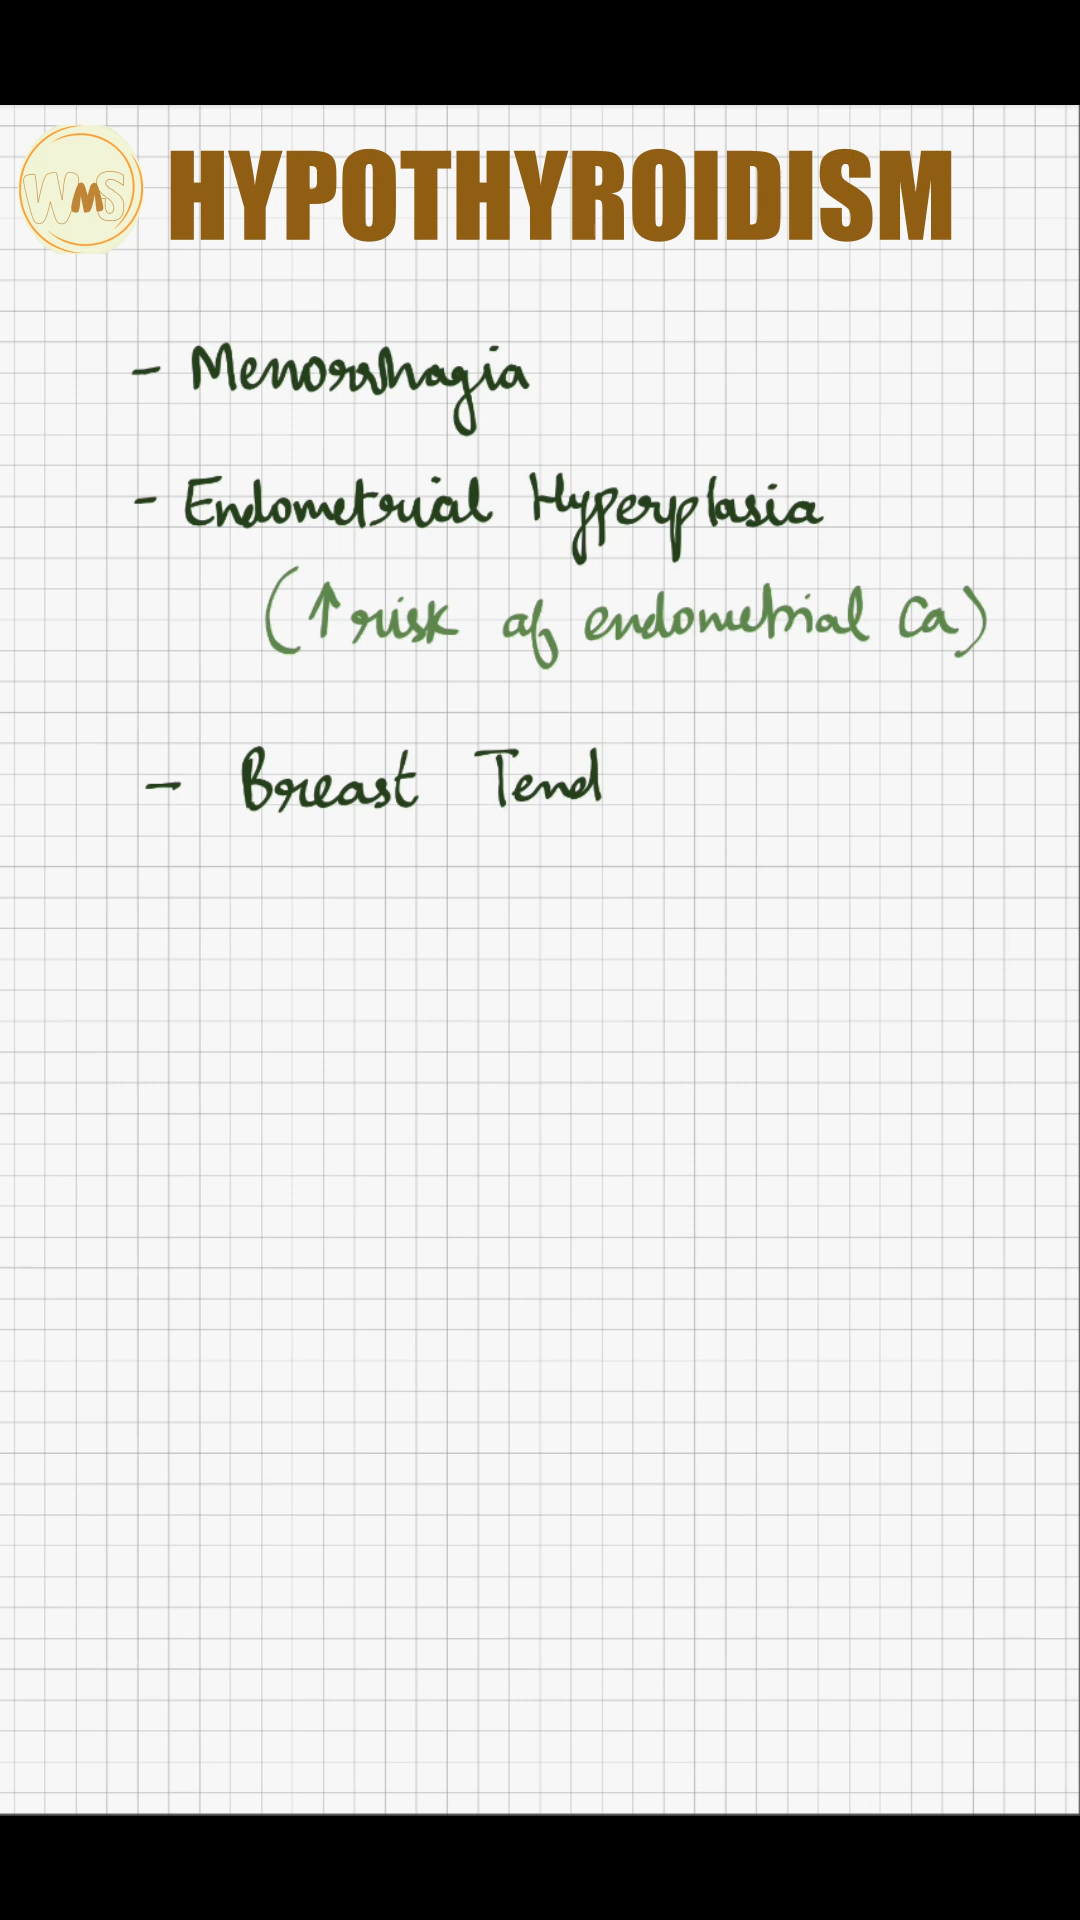 WMS HYPOTHYROIDISM
- Menorrhagia
- Endometrial Hyperplasia
(↑ risk of endometrial Ca)
- Breast Tend